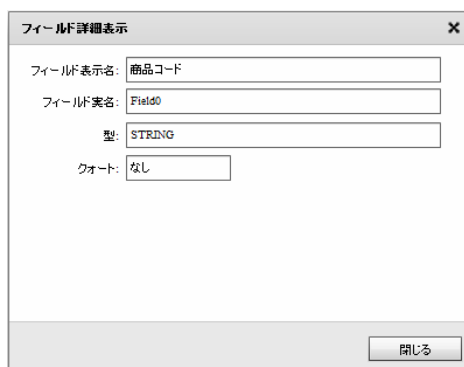 フィールド詳細表示
フィールド表示名: 商品コード
フィールド実名: Field0
型: STRING
クォート: なし
閉じる